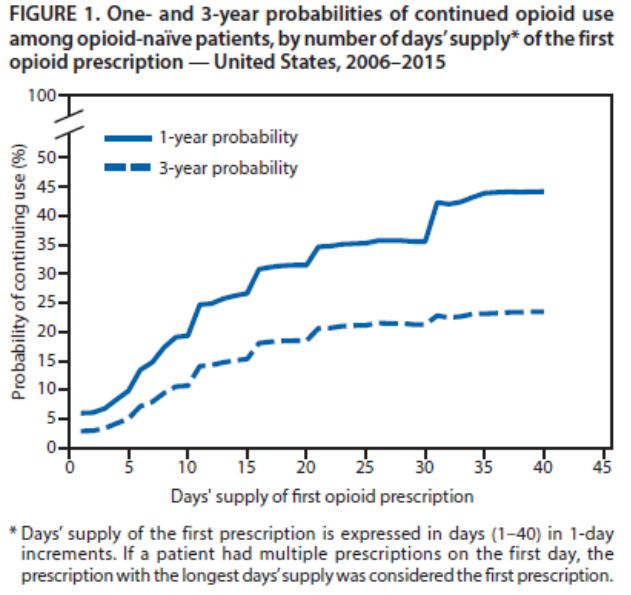 FIGURE 1. One- and 3-year probabilities of continued opioid use
among opioid-naïve patients, by number of days’ supply* of the first
opioid prescription — United States, 2006–2015
100
50
45
40
35
30
25
20
15
10
5
0
Probability of continuing use (%)
1-year probability
3-year probability
0 5 10 15 20 25 30 35 40 45
Days' supply of first opioid prescription
* Days’ supply of the first prescription is expressed in days (1–40) in 1-day
increments. If a patient had multiple prescriptions on the first day, the
prescription with the longest days’ supply was considered the first prescription.